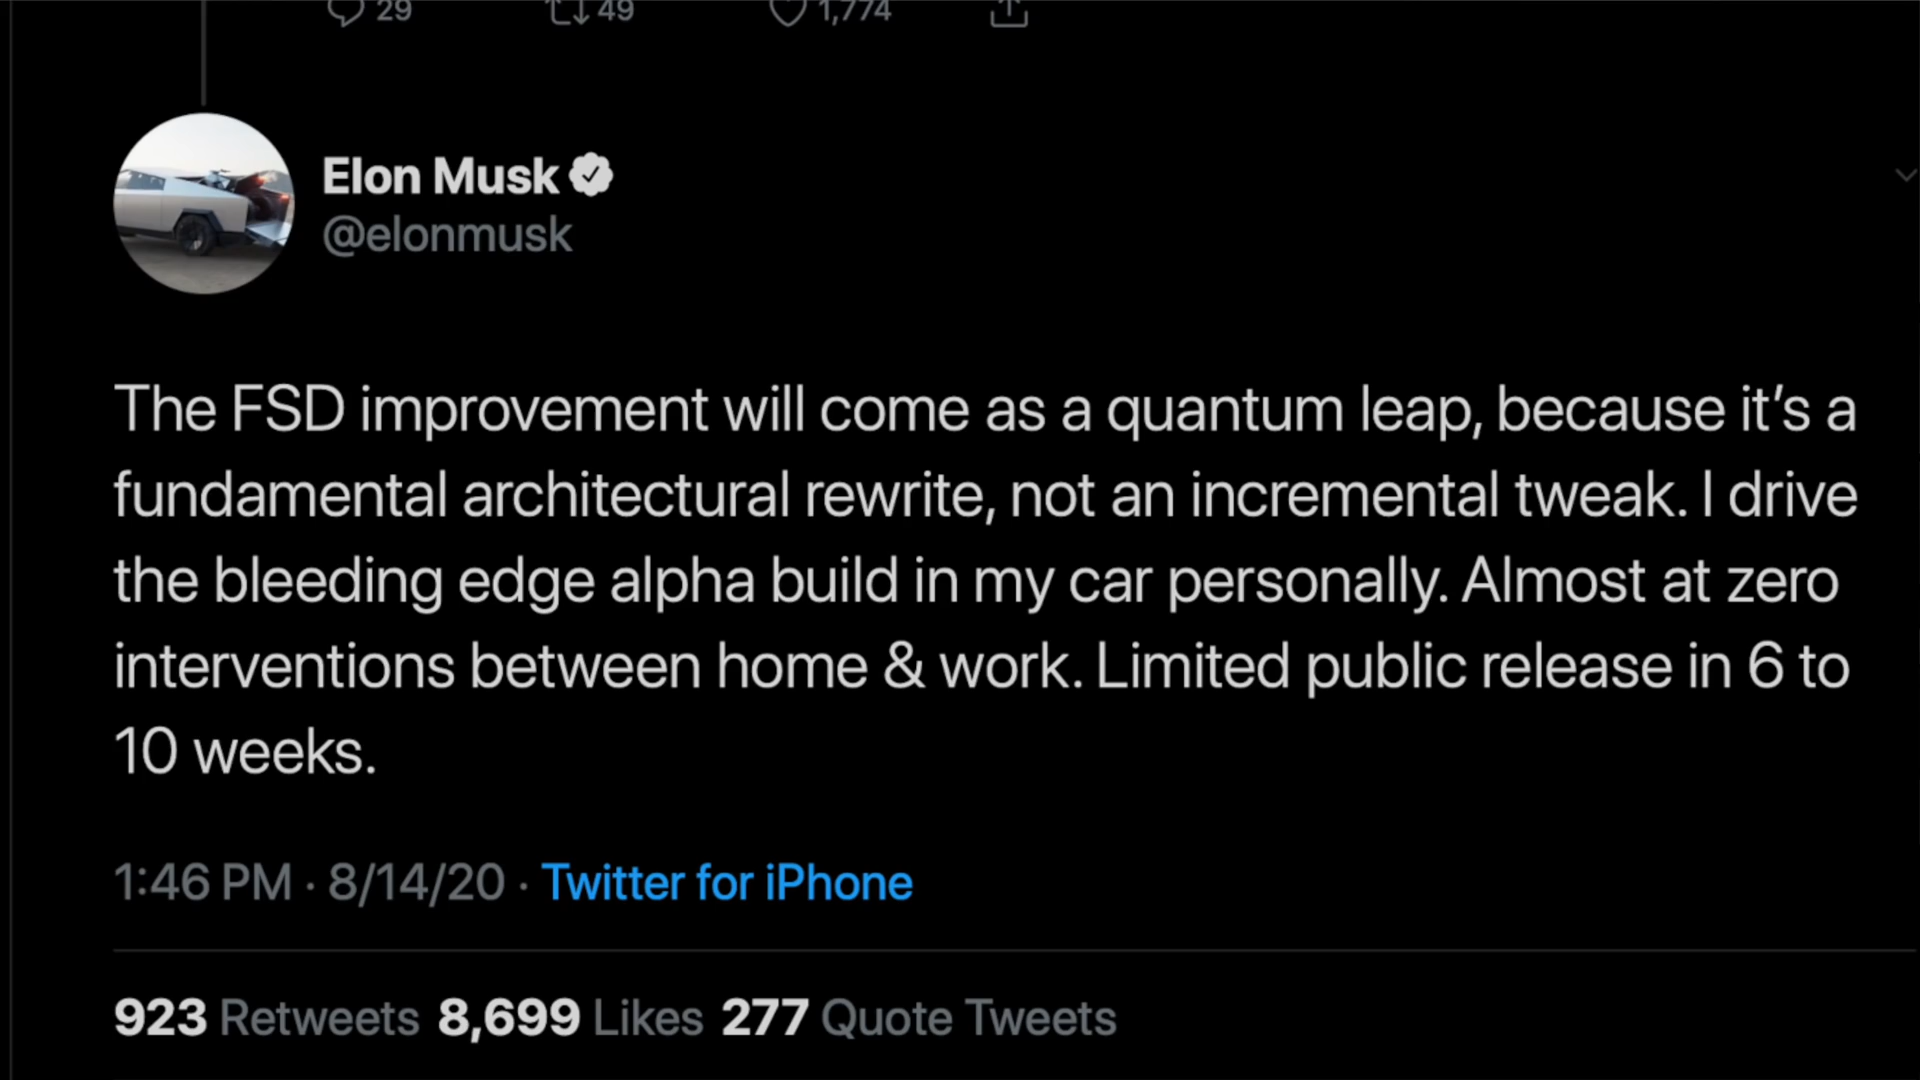 29 49 1,774
Elon Musk
@elonmusk
The FSD improvement will come as a quantum leap, because it’s a
fundamental architectural rewrite, not an incremental tweak. I drive
the bleeding edge alpha build in my car personally. Almost at zero
interventions between home & work. Limited public release in 6 to
10 weeks.
1:46 PM · 8/14/20 · Twitter for iPhone
923 Retweets 8,699 Likes 277 Quote Tweets